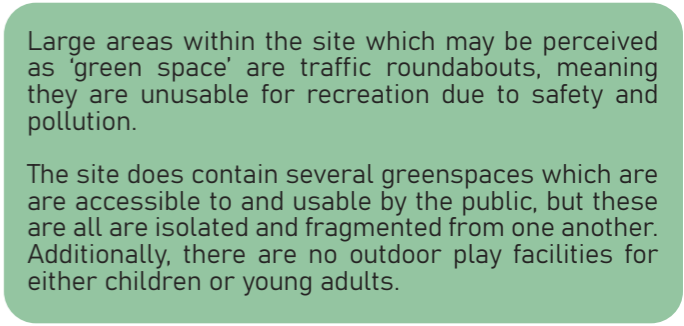 Large areas within the site which may be perceived
as ‘green space’ are traffic roundabouts, meaning
they are unusable for recreation due to safety and
pollution.
The site does contain several greenspaces which are
are accessible to and usable by the public, but these
are all are isolated and fragmented from one another.
Additionally, there are no outdoor play facilities for
either children or young adults.